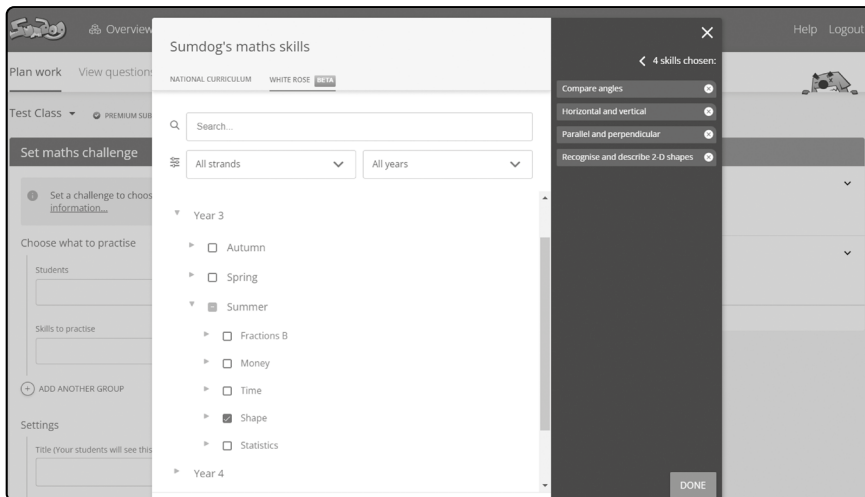 Sumdog
Overview
Help Logout
Plan work View questions
Test Class
PREMIUM SUB
Set maths challenge
Set a challenge to choos
information...
Choose what to practise
Students
Skills to practise
ADD ANOTHER GROUP
Settings
Title (Your students will see this
Sumdog's maths skills
NATIONAL CURRICULUM WHITE ROSE BETA
Search...
All strands All years
Year 3
Autumn
Spring
Summer
Fractions B
Money
Time
Shape
Statistics
Year 4
4 skills chosen:
Compare angles
Horizontal and vertical
Parallel and perpendicular
Recognise and describe 2-D shapes
DONE